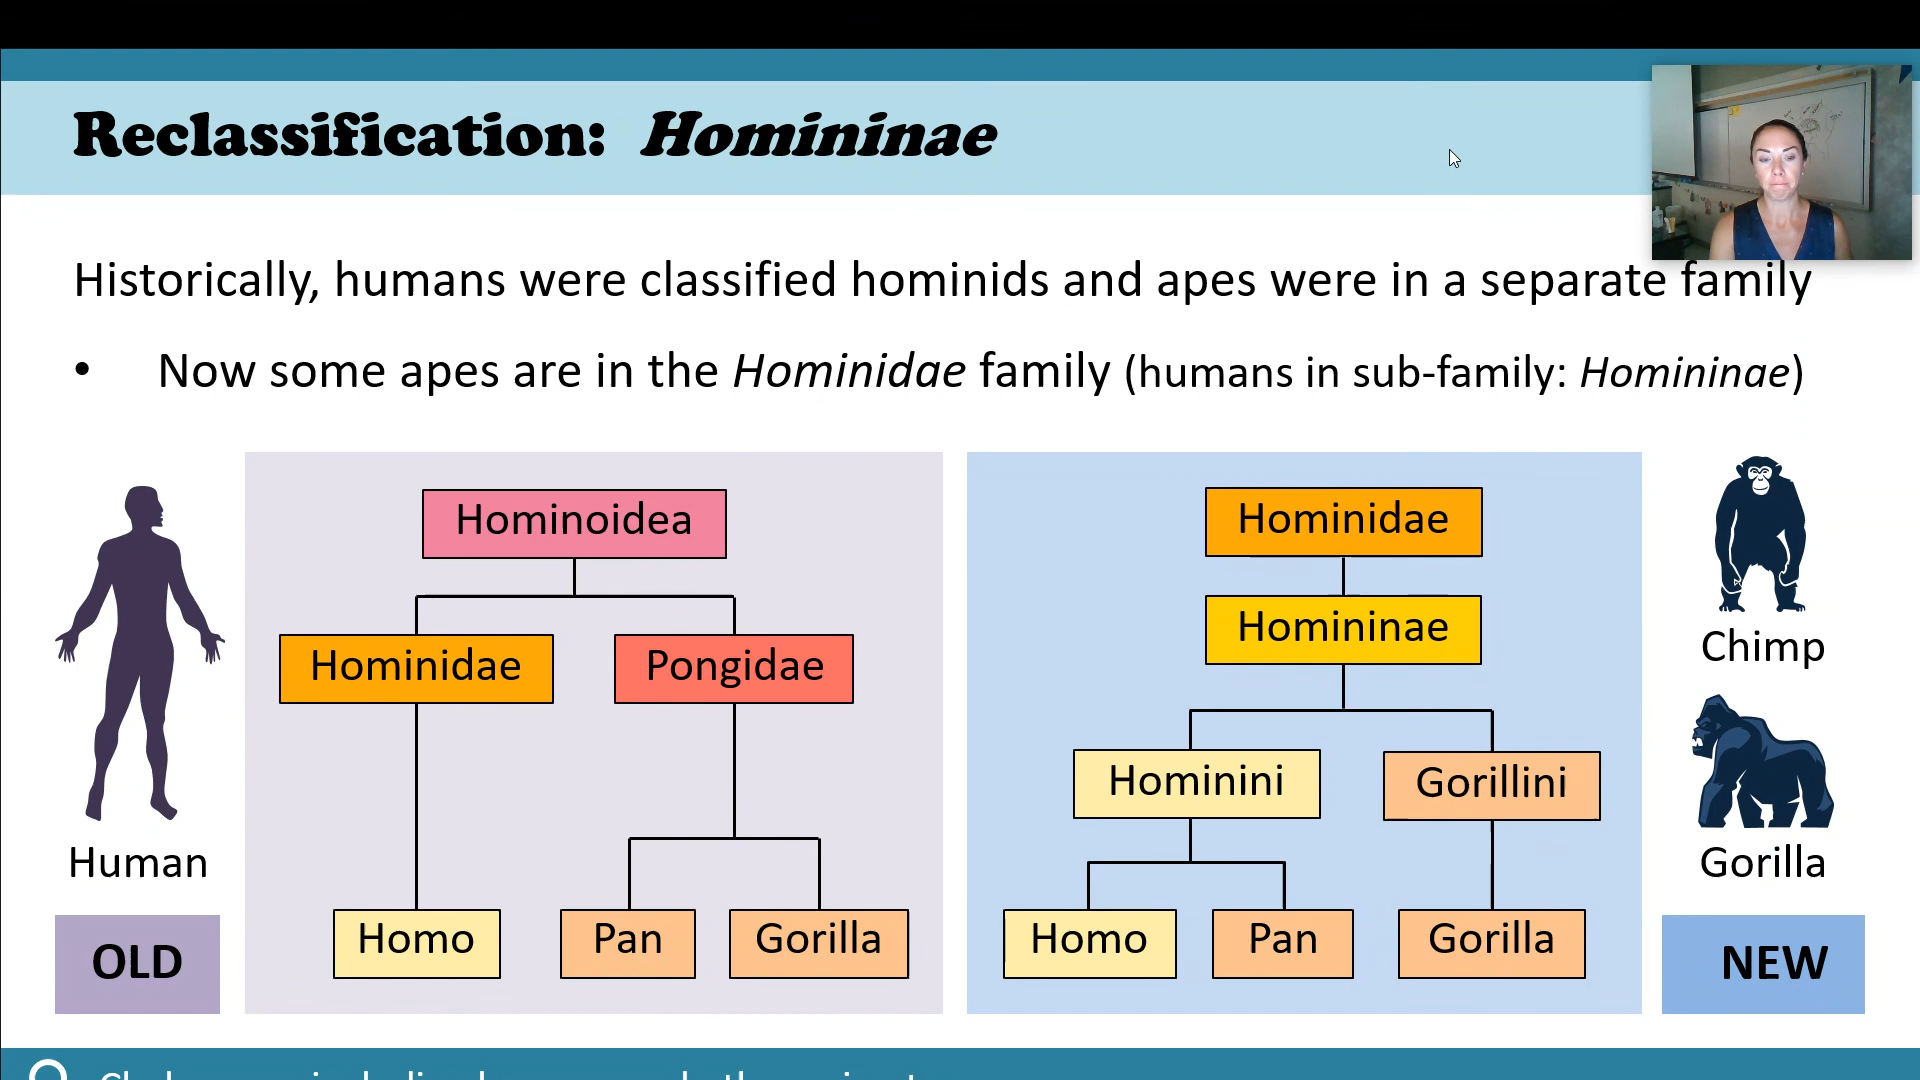 Reclassification: Homininae
Historically, humans were classified hominids and apes were in a separate family
• Now some apes are in the Hominidae family (humans in sub-family: Homininae)
Hominoidea
Hominidae Pongidae
Homo Pan Gorilla
Human
OLD
Hominidae
Homininae
Hominini Gorillini
Homo Pan Gorilla
Chimp
Gorilla
NEW